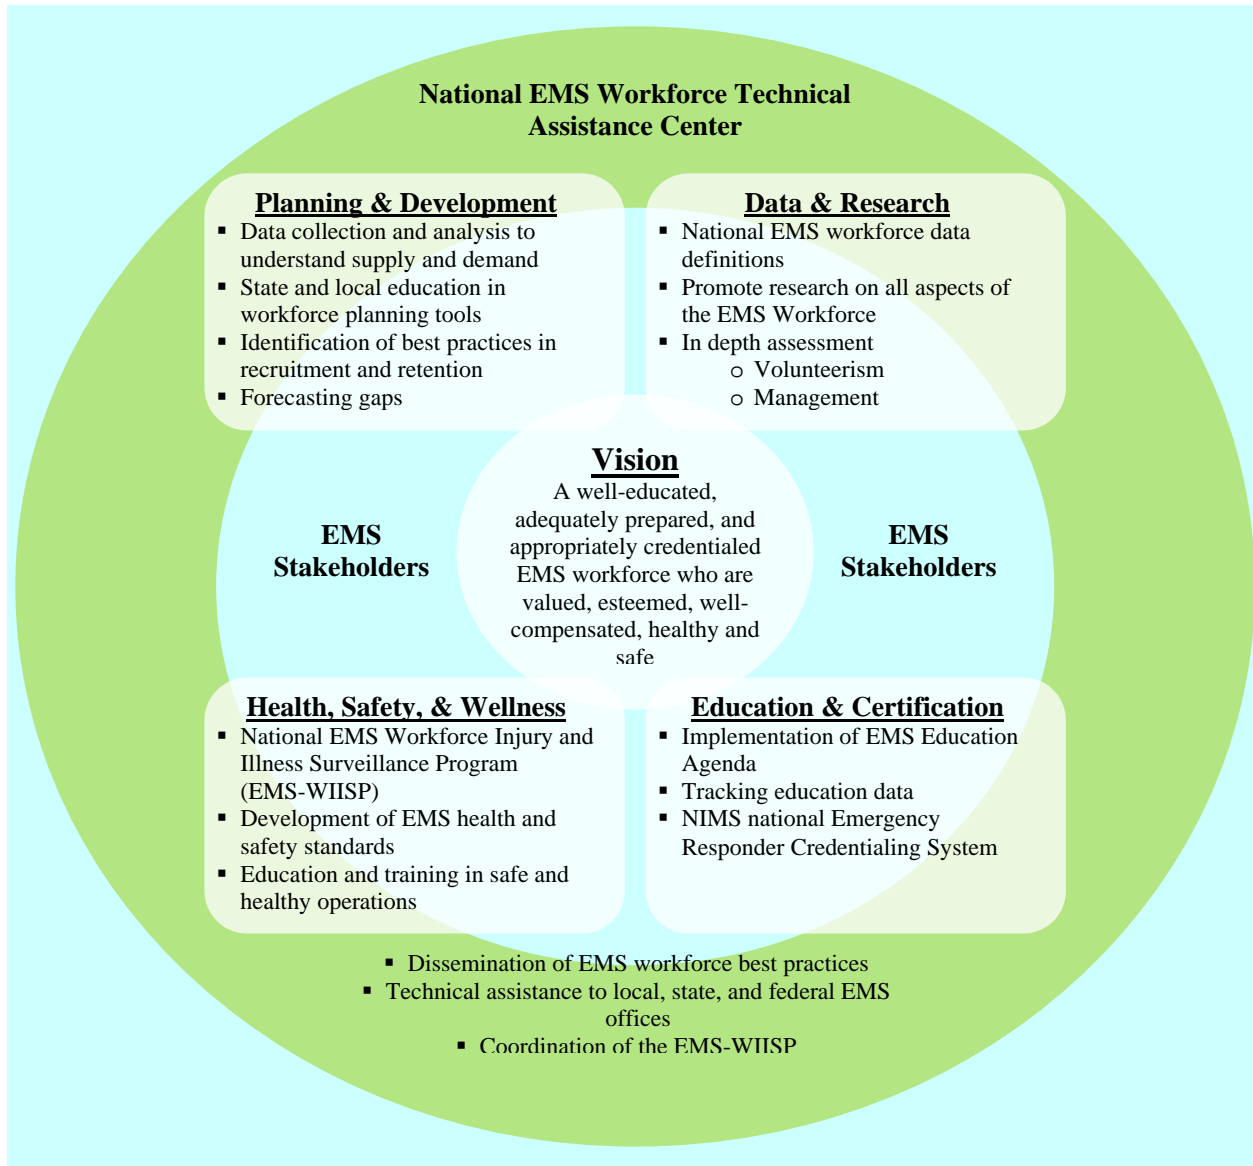 National EMS Workforce Technical
Assistance Center
Planning & Development
▪ Data collection and analysis to
understand supply and demand
▪ State and local education in
workforce planning tools
▪ Identification of best practices in
recruitment and retention
▪ Forecasting gaps
Data & Research
▪ National EMS workforce data
definitions
▪ Promote research on all aspects of
the EMS Workforce
▪ In depth assessment
o Volunteerism
o Management
Vision
A well-educated,
adequately prepared, and
appropriately credentialed
EMS workforce who are
valued, esteemed, well-
compensated, healthy and
safe
EMS
Stakeholders
EMS
Stakeholders
Health, Safety, & Wellness
▪ National EMS Workforce Injury and
Illness Surveillance Program
(EMS-WIISP)
▪ Development of EMS health and
safety standards
▪ Education and training in safe and
healthy operations
Education & Certification
▪ Implementation of EMS Education
Agenda
▪ Tracking education data
▪ NIMS national Emergency
Responder Credentialing System
▪ Dissemination of EMS workforce best practices
▪ Technical assistance to local, state, and federal EMS
offices
▪ Coordination of the EMS-WIISP